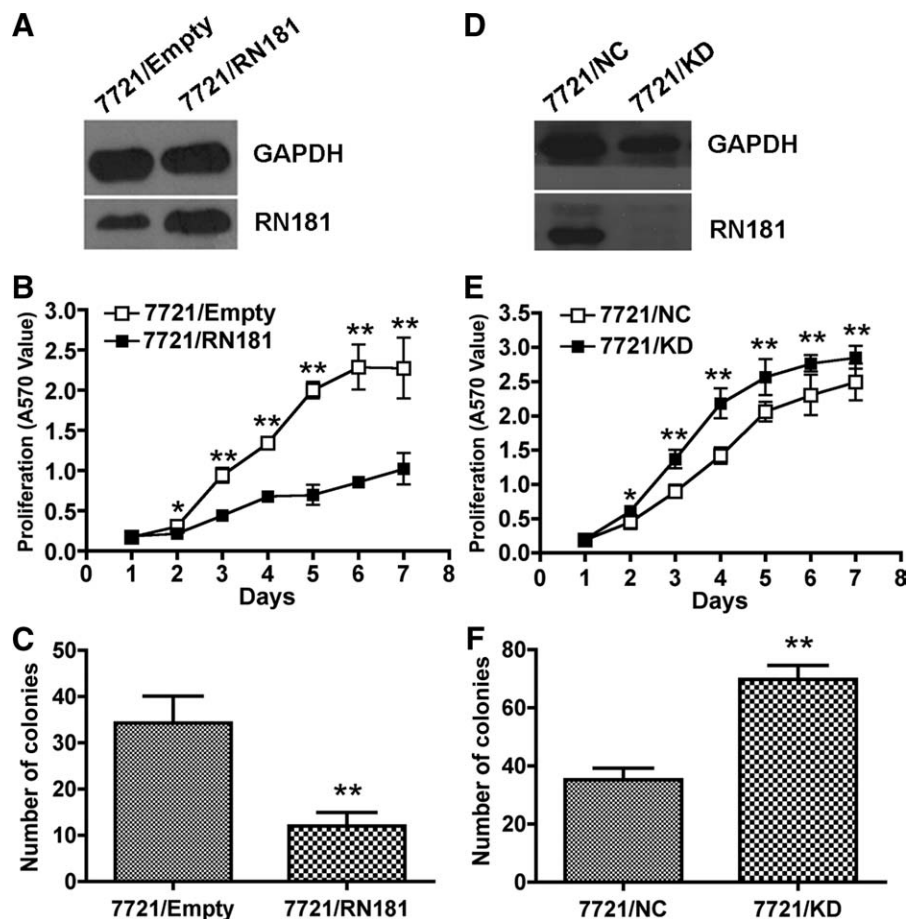 A
7721/Empty
7721/RN181
GAPDH
RN181
D
7721/NC
7721/KD
GAPDH
RN181
B
7721/Empty
7721/RN181
Proliferation (A570 Value)
3.0
2.5
2.0
1.5
1.0
0.5
0.0
* ** ** ** ** **
0 1 2 3 4 5 6 7 8
Days
E
7721/NC
7721/KD
Proliferation (A570 Value)
3.5
3.0
2.5
2.0
1.5
1.0
0.5
0.0
* ** ** ** ** **
0 1 2 3 4 5 6 7 8
Days
C
Number of colonies
50
40
30
20
10
0
**
7721/Empty 7721/RN181
F
Number of colonies
80
60
40
20
0
**
7721/NC 7721/KD